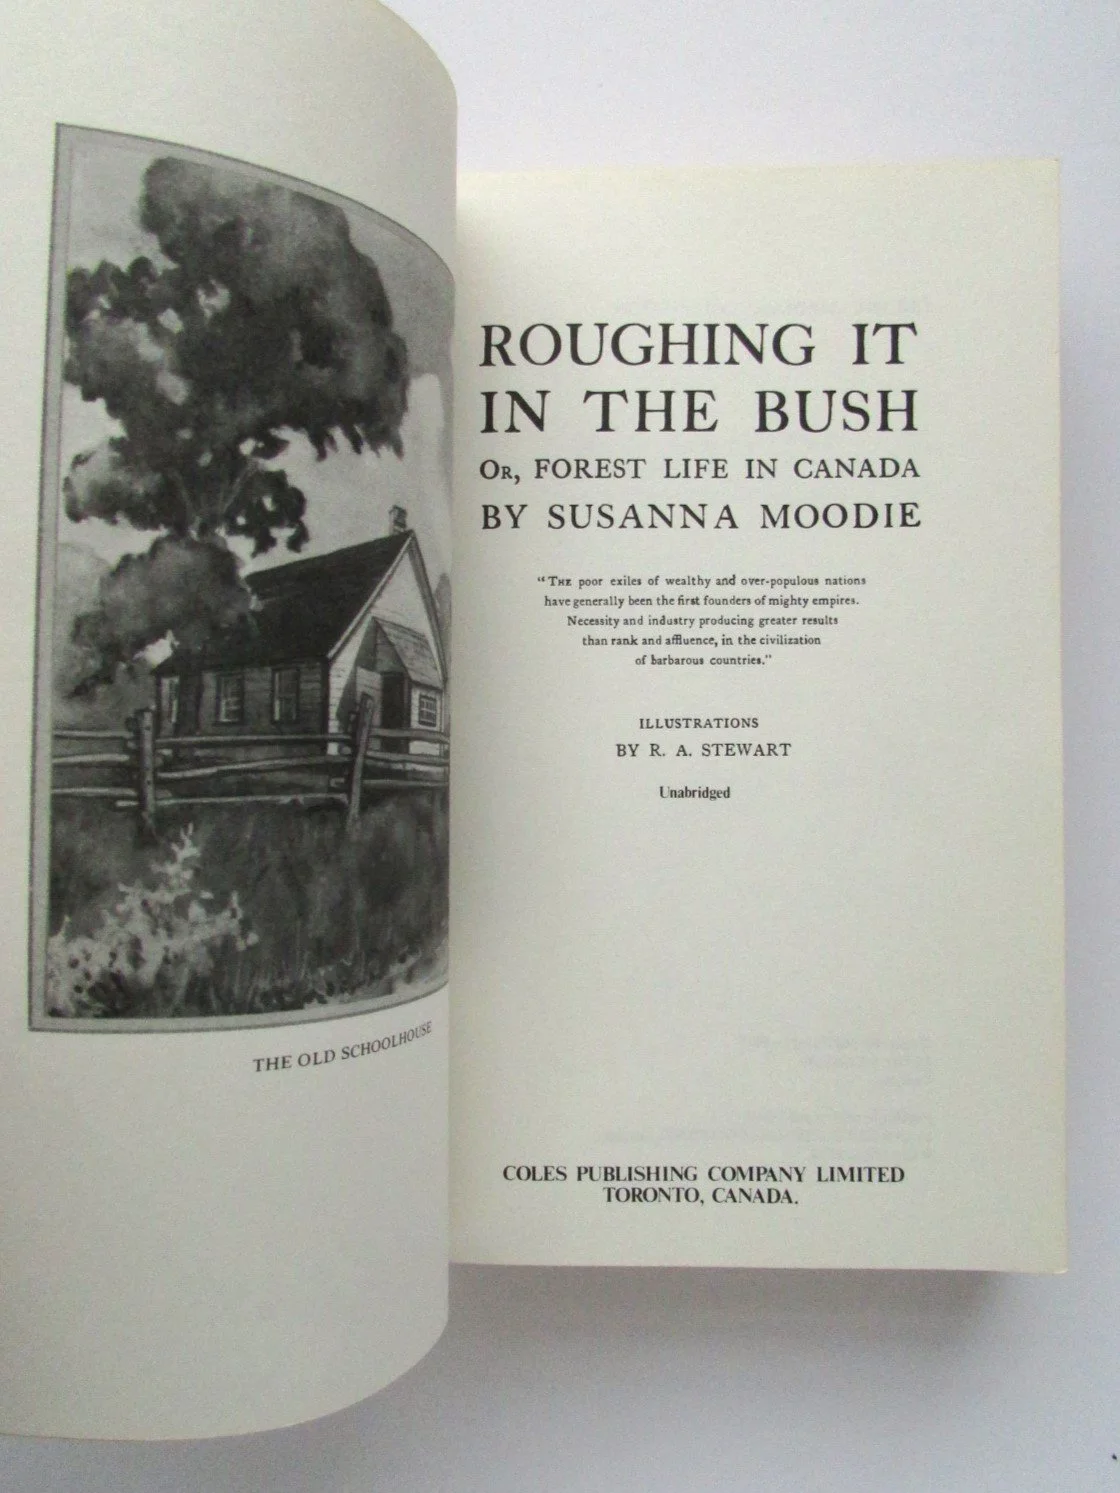 THE OLD SCHOOLHOUSE
ROUGHING IT
IN THE BUSH
OR, FOREST LIFE IN CANADA
BY SUSANNA MOODIE
"THE poor exiles of wealthy and over-populous nations
have generally been the first founders of mighty empires.
Necessity and industry producing greater results
than rank and affluence, in the civilization
of barbarous countries."
ILLUSTRATIONS
BY R. A. STEWART
Unabridged
COLES PUBLISHING COMPANY LIMITED
TORONTO, CANADA.